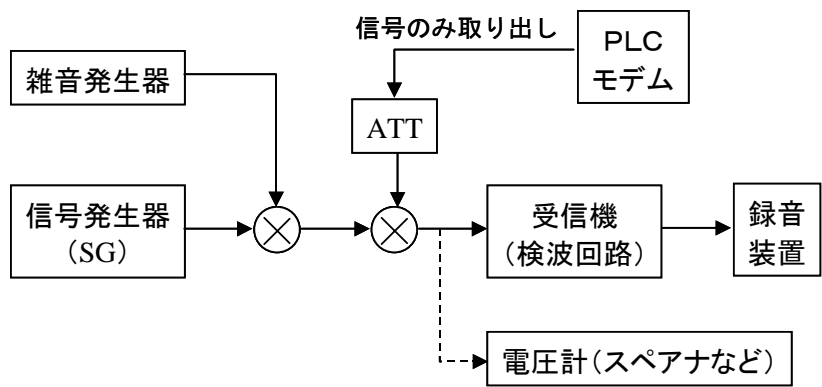 信号のみ取り出し
PLC
モデム
雑音発生器
ATT
信号発生器
（SG）
受信機
（検波回路）
録音
装置
電圧計（スペアナなど）